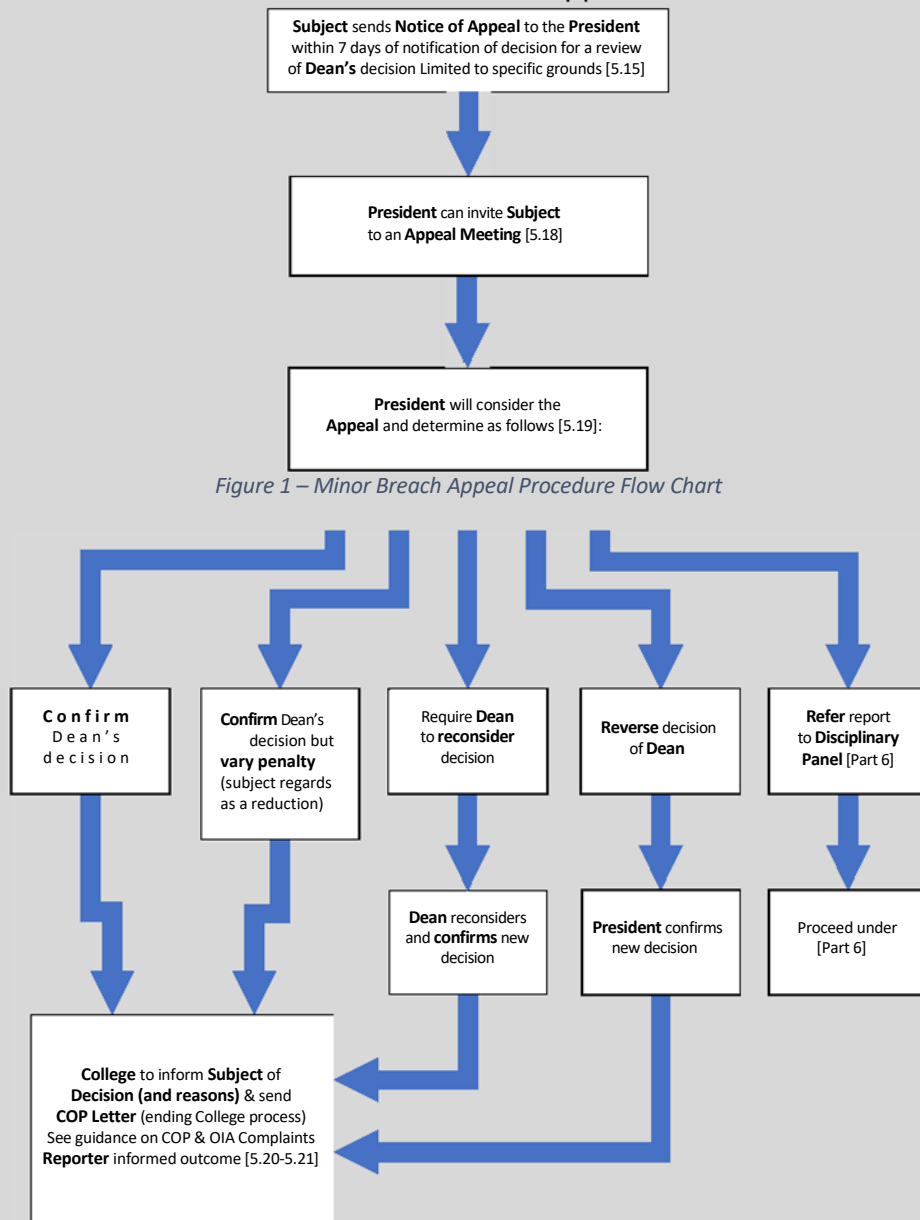 Subject sends Notice of Appeal to the President
within 7 days of notification of decision for a review
of Dean's decision Limited to specific grounds [5.15]
President can invite Subject
to an Appeal Meeting [5.18]
President will consider the
Appeal and determine as follows [5.19]:
Figure 1 – Minor Breach Appeal Procedure Flow Chart
Confirm
Dean's
decision
Confirm Dean's
decision but
vary penalty
(subject regards
as a reduction)
Require Dean
to reconsider
decision
Reverse decision
of Dean
Refer report
to Disciplinary
Panel [Part 6]
Dean reconsiders
and confirms new
decision
President confirms
new decision
Proceed under
[Part 6]
College to inform Subject of
Decision (and reasons) & send
COP Letter (ending College process)
See guidance on COP & OIA Complaints
Reporter informed outcome [5.20-5.21]